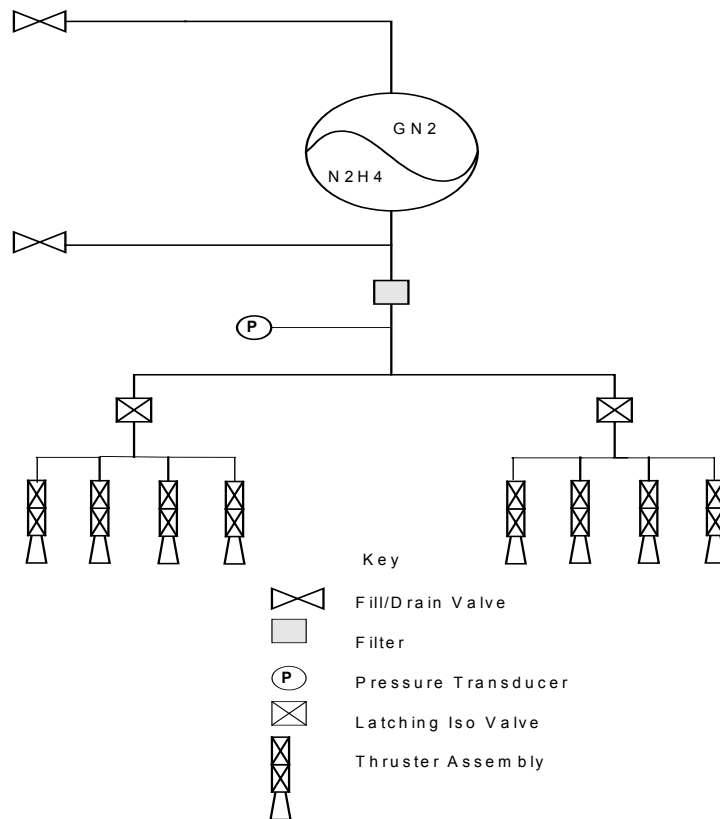 GN2
N2H4
P
Key
Fill/Drain Valve
Filter
P
Pressure Transducer
Latching Iso Valve
Thruster Assembly